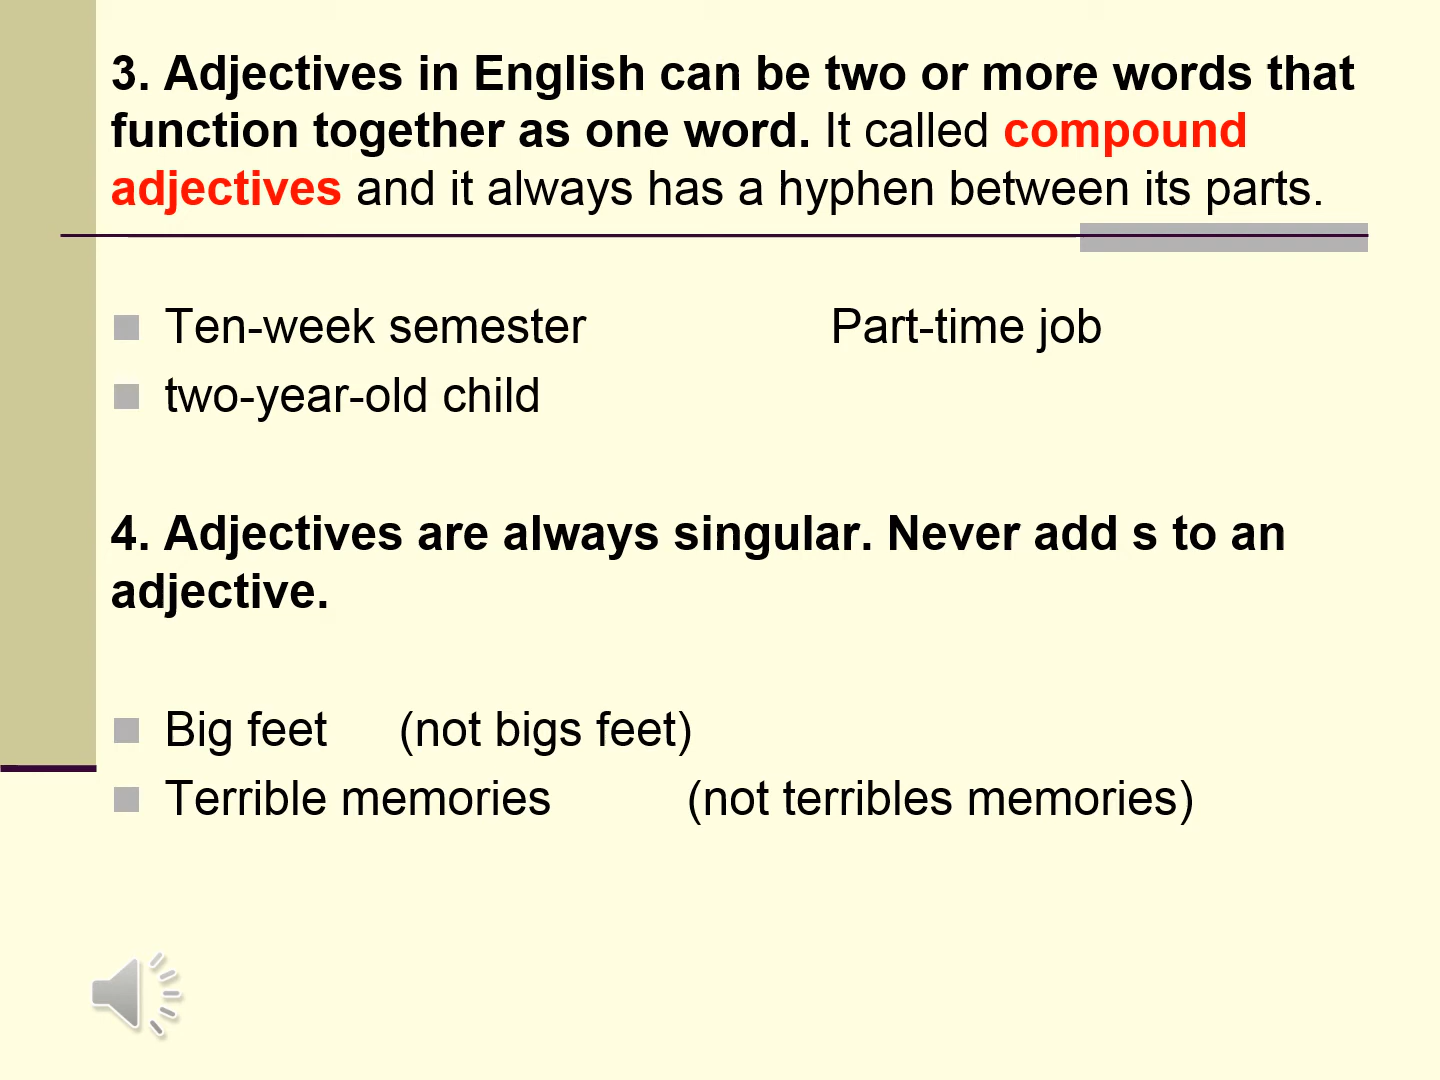 3. Adjectives in English can be two or more words that
function together as one word. It called compound
adjectives and it always has a hyphen between its parts.
Ten-week semester Part-time job
two-year-old child
4. Adjectives are always singular. Never add s to an
adjective.
Big feet (not bigs feet)
Terrible memories (not terribles memories)